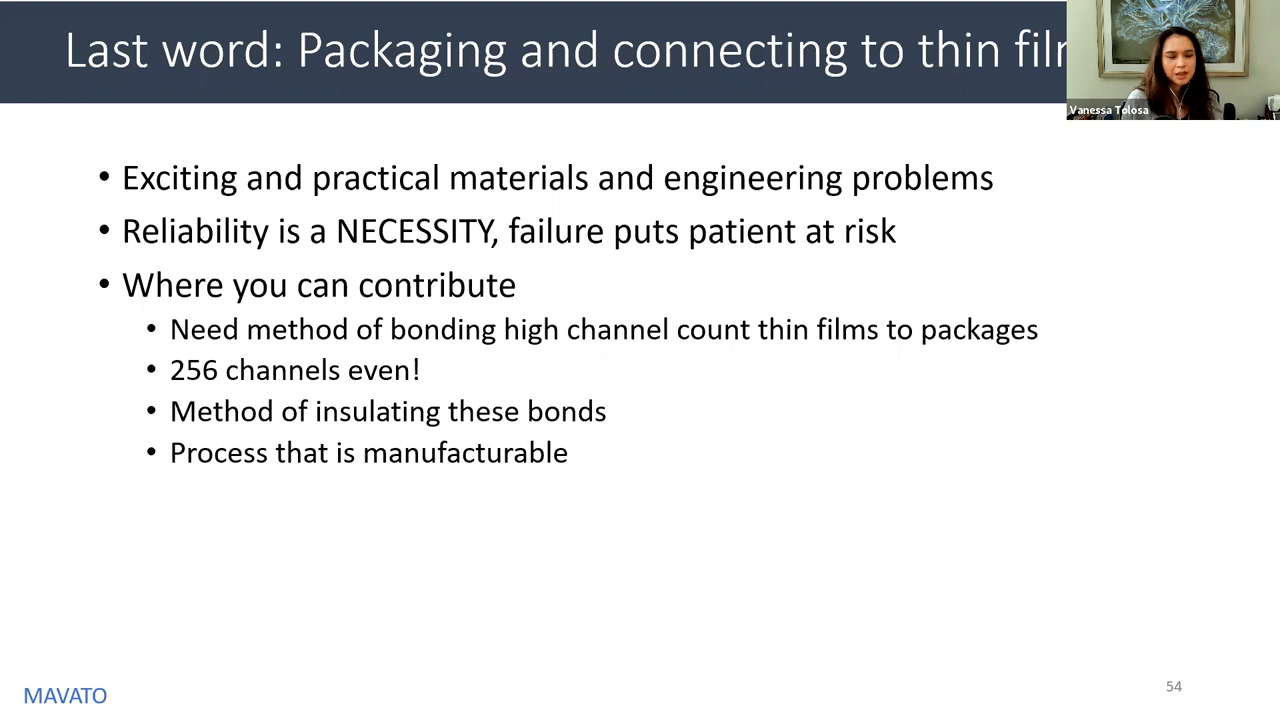 Last word: Packaging and connecting to thin
Vanessa Tolosa
• Exciting and practical materials and engineering problems
• Reliability is a NECESSITY, failure puts patient at risk
• Where you can contribute
• Need method of bonding high channel count thin films to packages
• 256 channels even!
• Method of insulating these bonds
• Process that is manufacturable
MAVATO
54